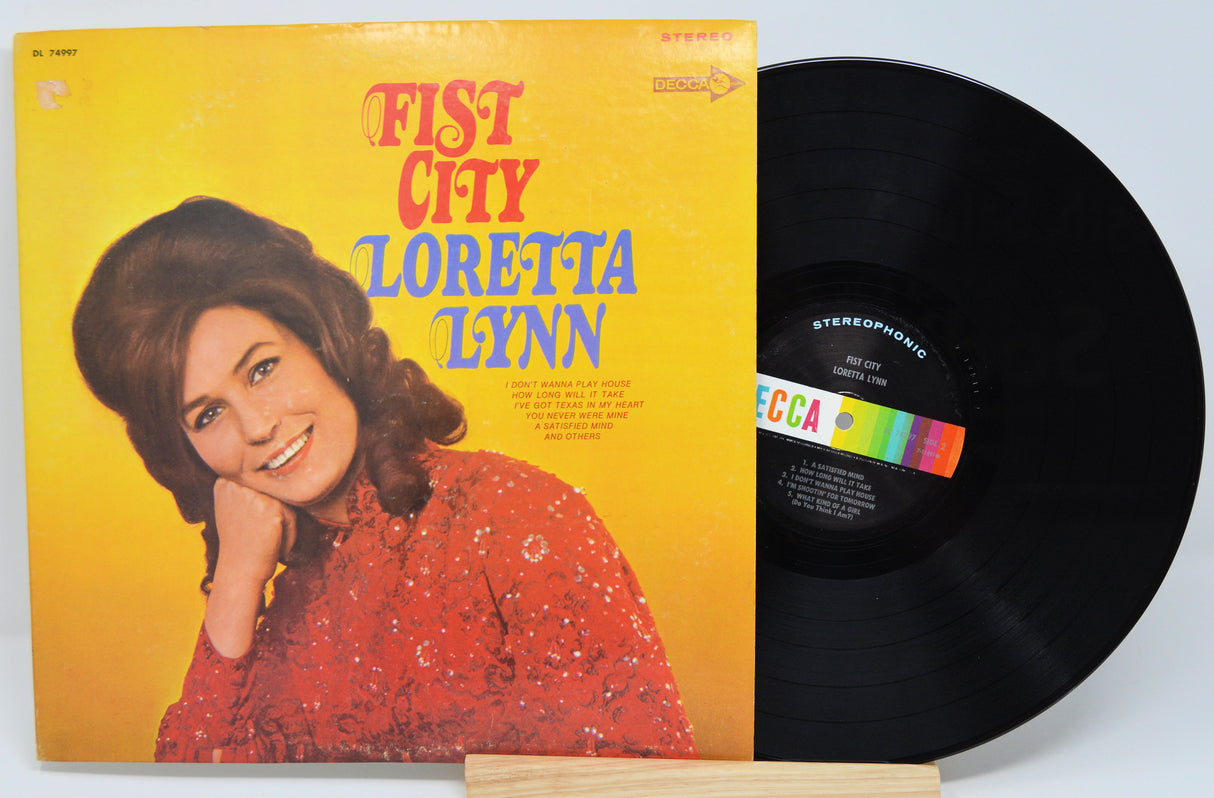 DL 74997
STEREO
DECCA
FIST
CITY
LORETTA
LYNN
I DON'T WANNA PLAY HOUSE
HOW LONG WILL IT TAKE
I'VE GOT TEXAS IN MY HEART
YOU NEVER WERE MINE
A SATISFIED MIND
AND OTHERS
STEREOPHONIC
FIST CITY
LORETTA LYNN
ECCA
SIDE 2
1. A SATISFIED MIND
2. HOW LONG WILL IT TAKE
3. I DON'T WANNA PLAY HOUSE
4. I'M SHOOTIN' FOR TOMORROW
5. WHAT KIND OF A GIRL
(Do You Think I Am?)